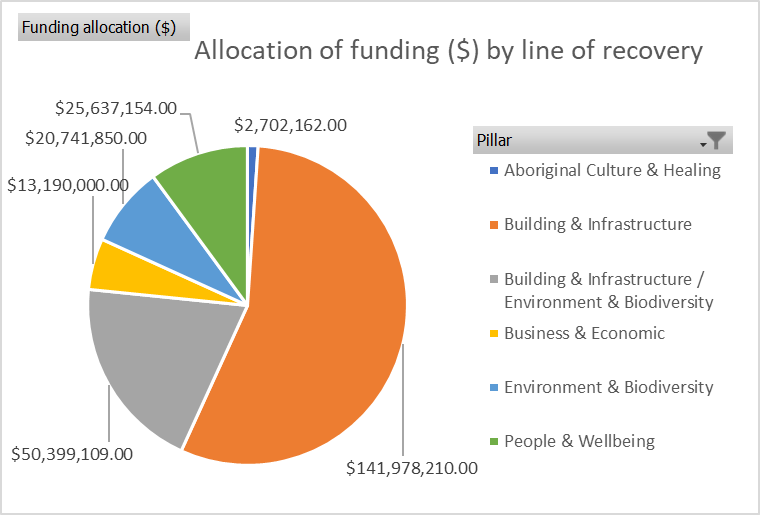 Funding allocation ($)
Allocation of funding ($) by line of recovery
$25,637,154.00
$2,702,162.00
$20,741,850.00
$13,190,000.00
$50,399,109.00
$141,978,210.00
Pillar
Aboriginal Culture & Healing
Building & Infrastructure
Building & Infrastructure /
Environment & Biodiversity
Business & Economic
Environment & Biodiversity
People & Wellbeing